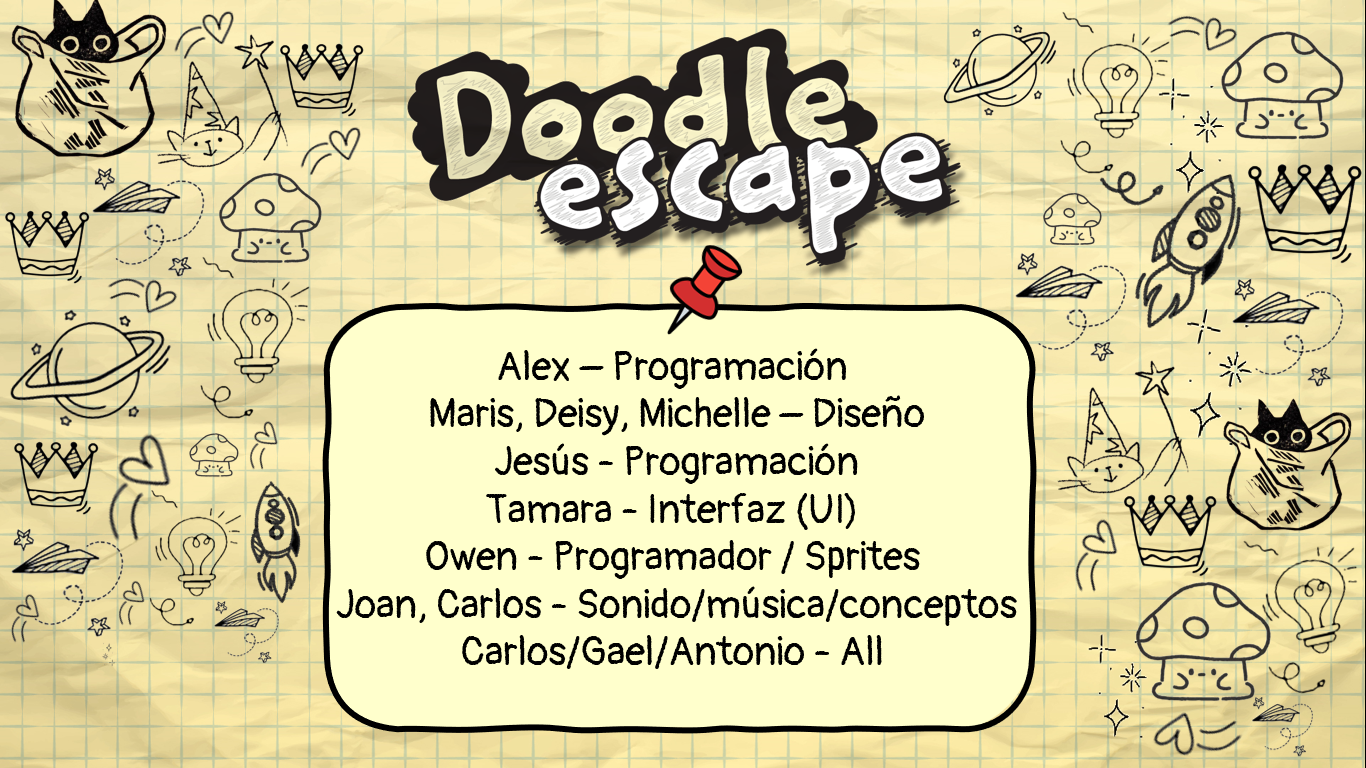 Doodle
escape
Alex – Programación
Maris, Deisy, Michelle – Diseño
Jesús - Programación
Tamara - Interfaz (UI)
Owen - Programador / Sprites
Joan, Carlos - Sonido/música/conceptos
Carlos/Gael/Antonio - All